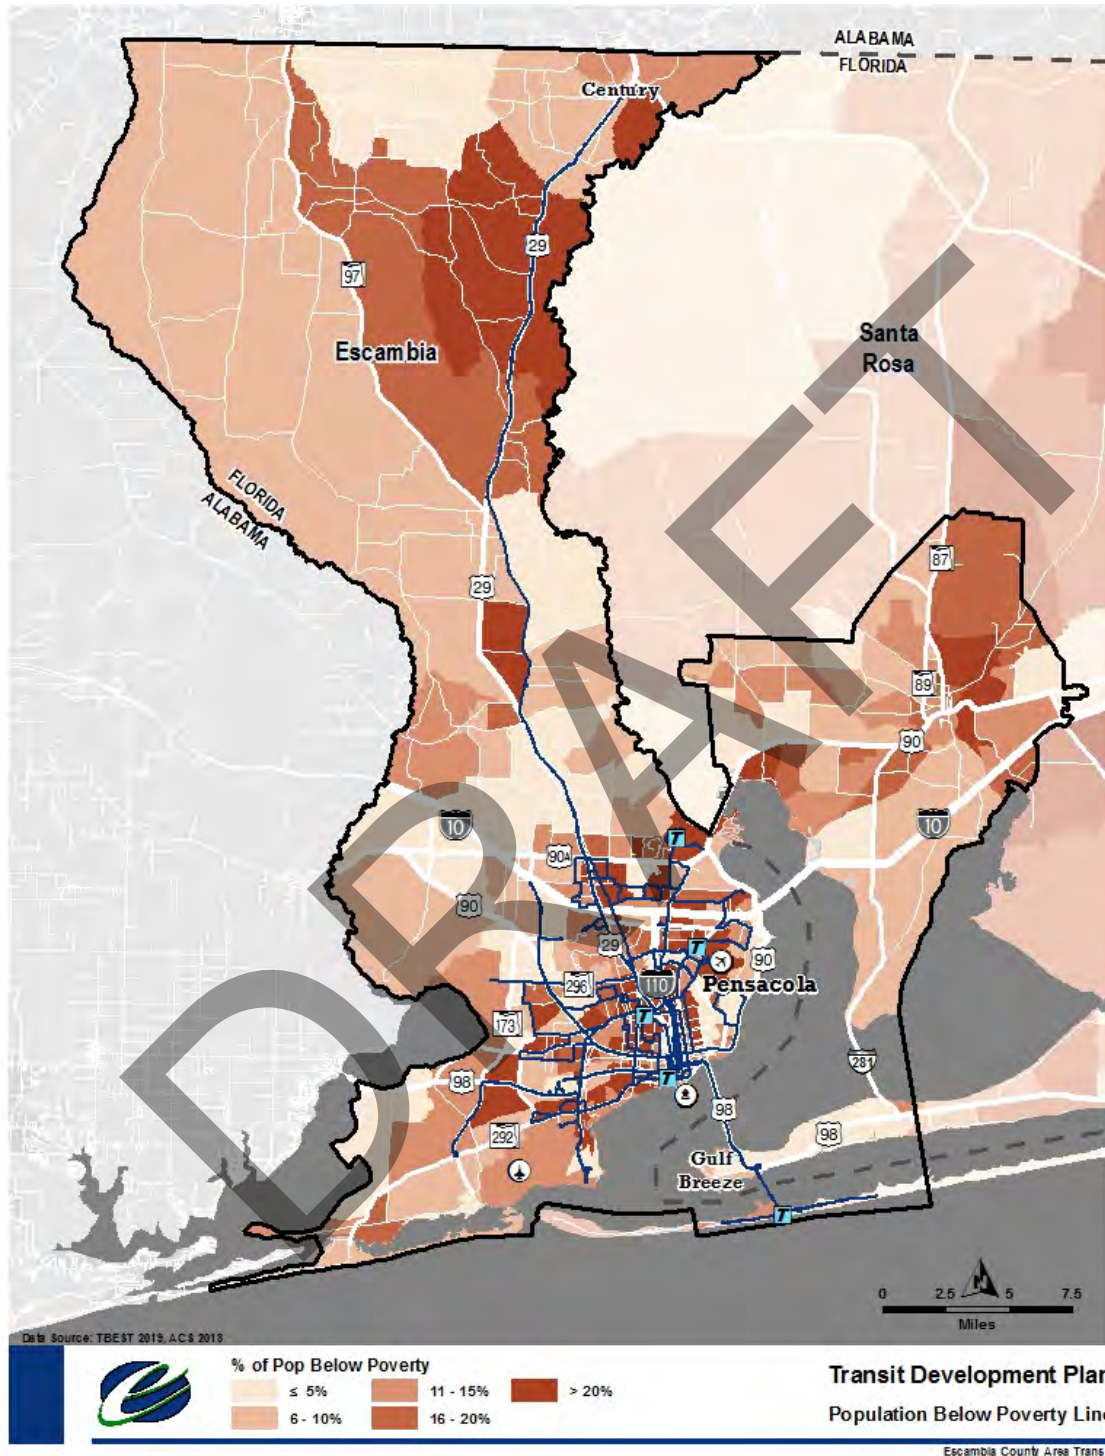 ALABAMA
FLORIDA
Century
29
97
Escambia
Santa
Rosa
FLORIDA
ALABAMA
87
29
89
90
10
10
90A
90
29
90
296
110
Pensacola
173
281
98
98
98
292
Gulf
Breeze
T
T
T
T
T
DRAFT
N
0 2.5 5 7.5
Miles
Data Source: TBEST 2019, ACS 2018
% of Pop Below Poverty
≤ 5%
11 - 15%
> 20%
6 - 10%
16 - 20%
Transit Development Plan
Population Below Poverty Line
Escambia County Area Trans